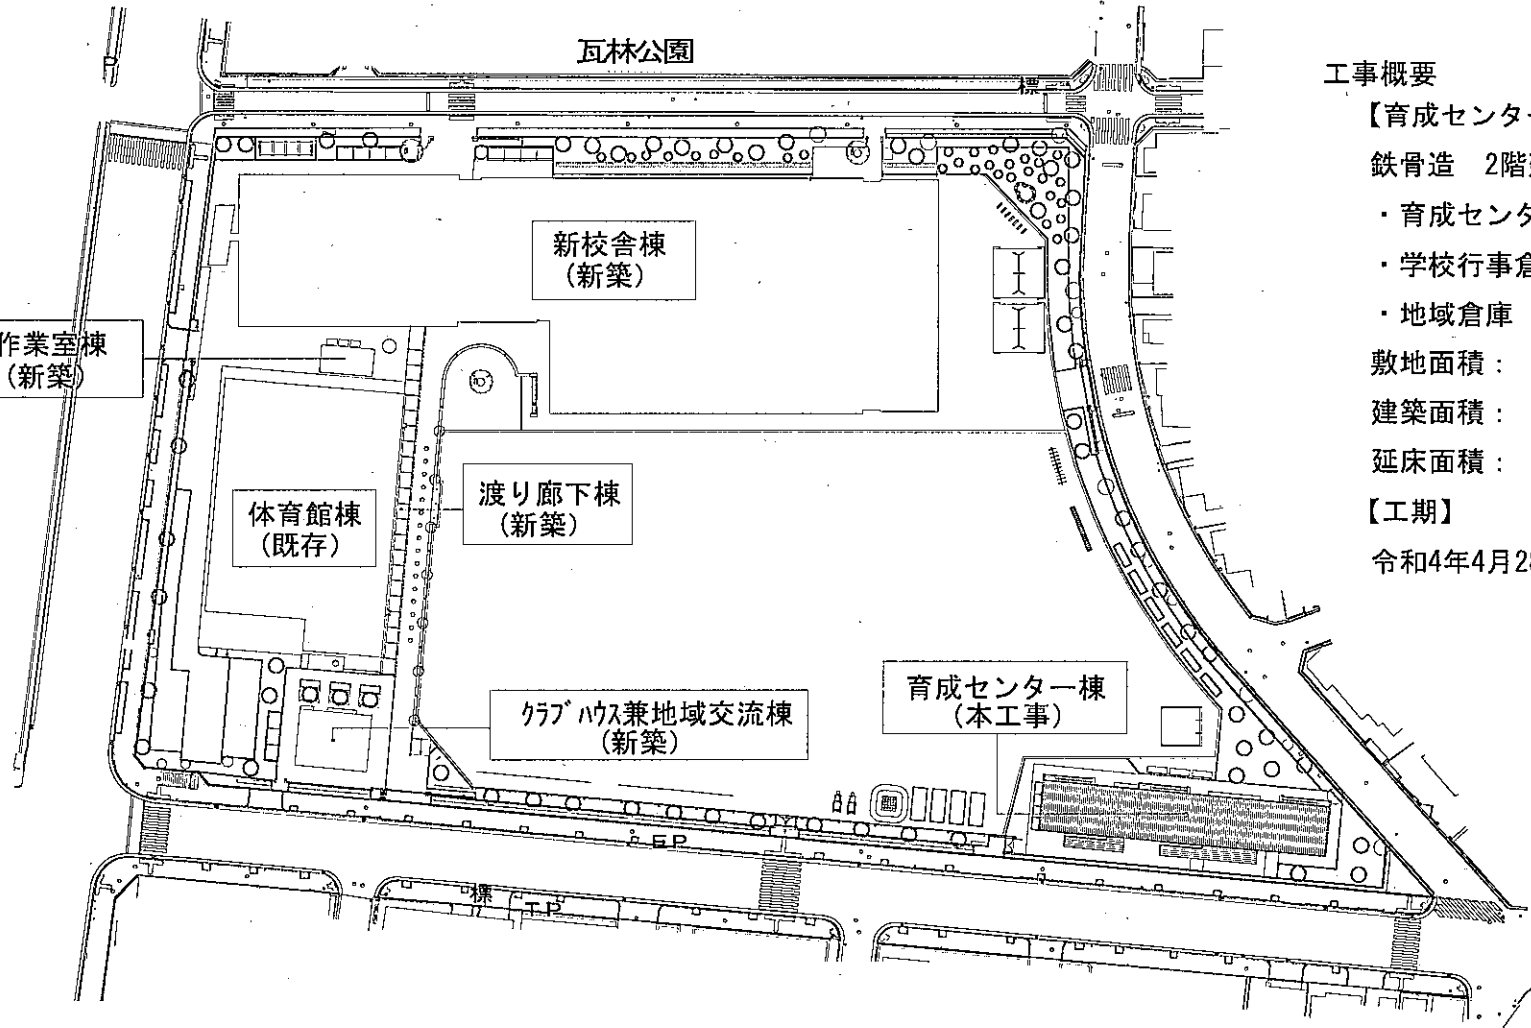 瓦林公園
P
標
新校舎棟
(新築)
作業室棟
(新築)
体育館棟
(既存)
渡り廊下棟
(新築)
クラブハウス兼地域交流棟
(新築)
育成センター棟
(本工事)
EP
標
TP
工事概要
【育成センター
鉄骨造 2階
・育成センタ
・学校行事倉
・地域倉庫
敷地面積：
建築面積：
延床面積：
【工期】
令和4年4月2